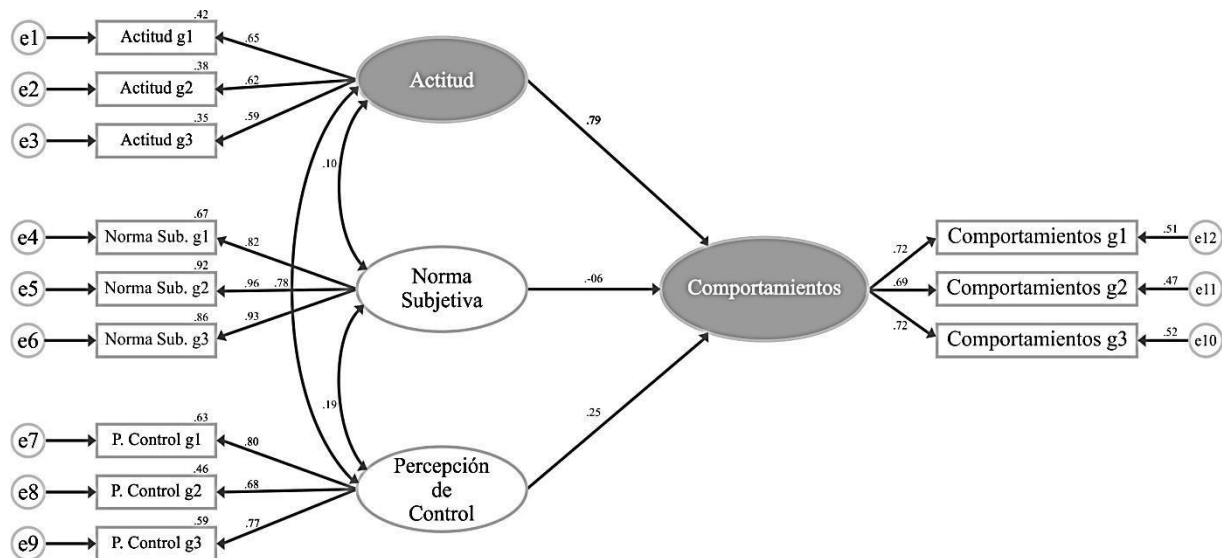 .42
e1
Actitud g1
.65
.38
e2
Actitud g2
.62
.35
e3
Actitud g3
.59
Actitud
.79
.10
.67
e4
Norma Sub. g1
.82
.92
e5
Norma Sub. g2
.96
.78
.86
e6
Norma Sub. g3
.93
Norma
Subjetiva
.-06
Comportamientos
.72
Comportamientos g1
.51
e12
.69
Comportamientos g2
.47
e11
.72
Comportamientos g3
.52
e10
.19
.25
.63
e7
P. Control g1
.80
.46
e8
P. Control g2
.68
.59
e9
P. Control g3
.77
Percepción
de
Control